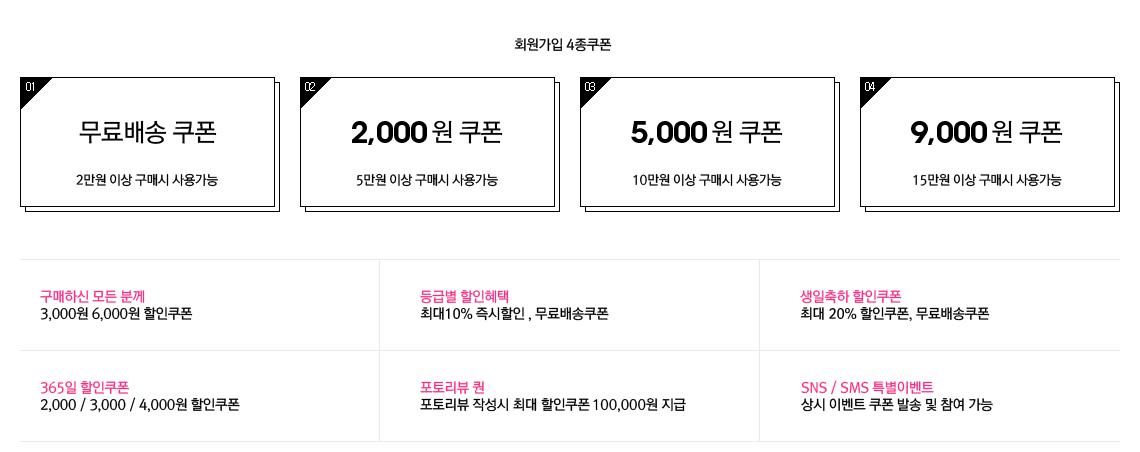 회원가입 4종쿠폰
01
무료배송 쿠폰
2만원 이상 구매시 사용가능
02
2,000 원 쿠폰
5만원 이상 구매시 사용가능
03
5,000 원 쿠폰
10만원 이상 구매시 사용가능
04
9,000 원 쿠폰
15만원 이상 구매시 사용가능
구매하신 모든 분께
3,000원 6,000원 할인쿠폰
등급별 할인혜택
최대10% 즉시할인 , 무료배송쿠폰
생일축하 할인쿠폰
최대 20% 할인쿠폰, 무료배송쿠폰
365일 할인쿠폰
2,000 / 3,000 / 4,000원 할인쿠폰
포토리뷰 퀸
포토리뷰 작성시 최대 할인쿠폰 100,000원 지급
SNS / SMS 특별이벤트
상시 이벤트 쿠폰 발송 및 참여 가능